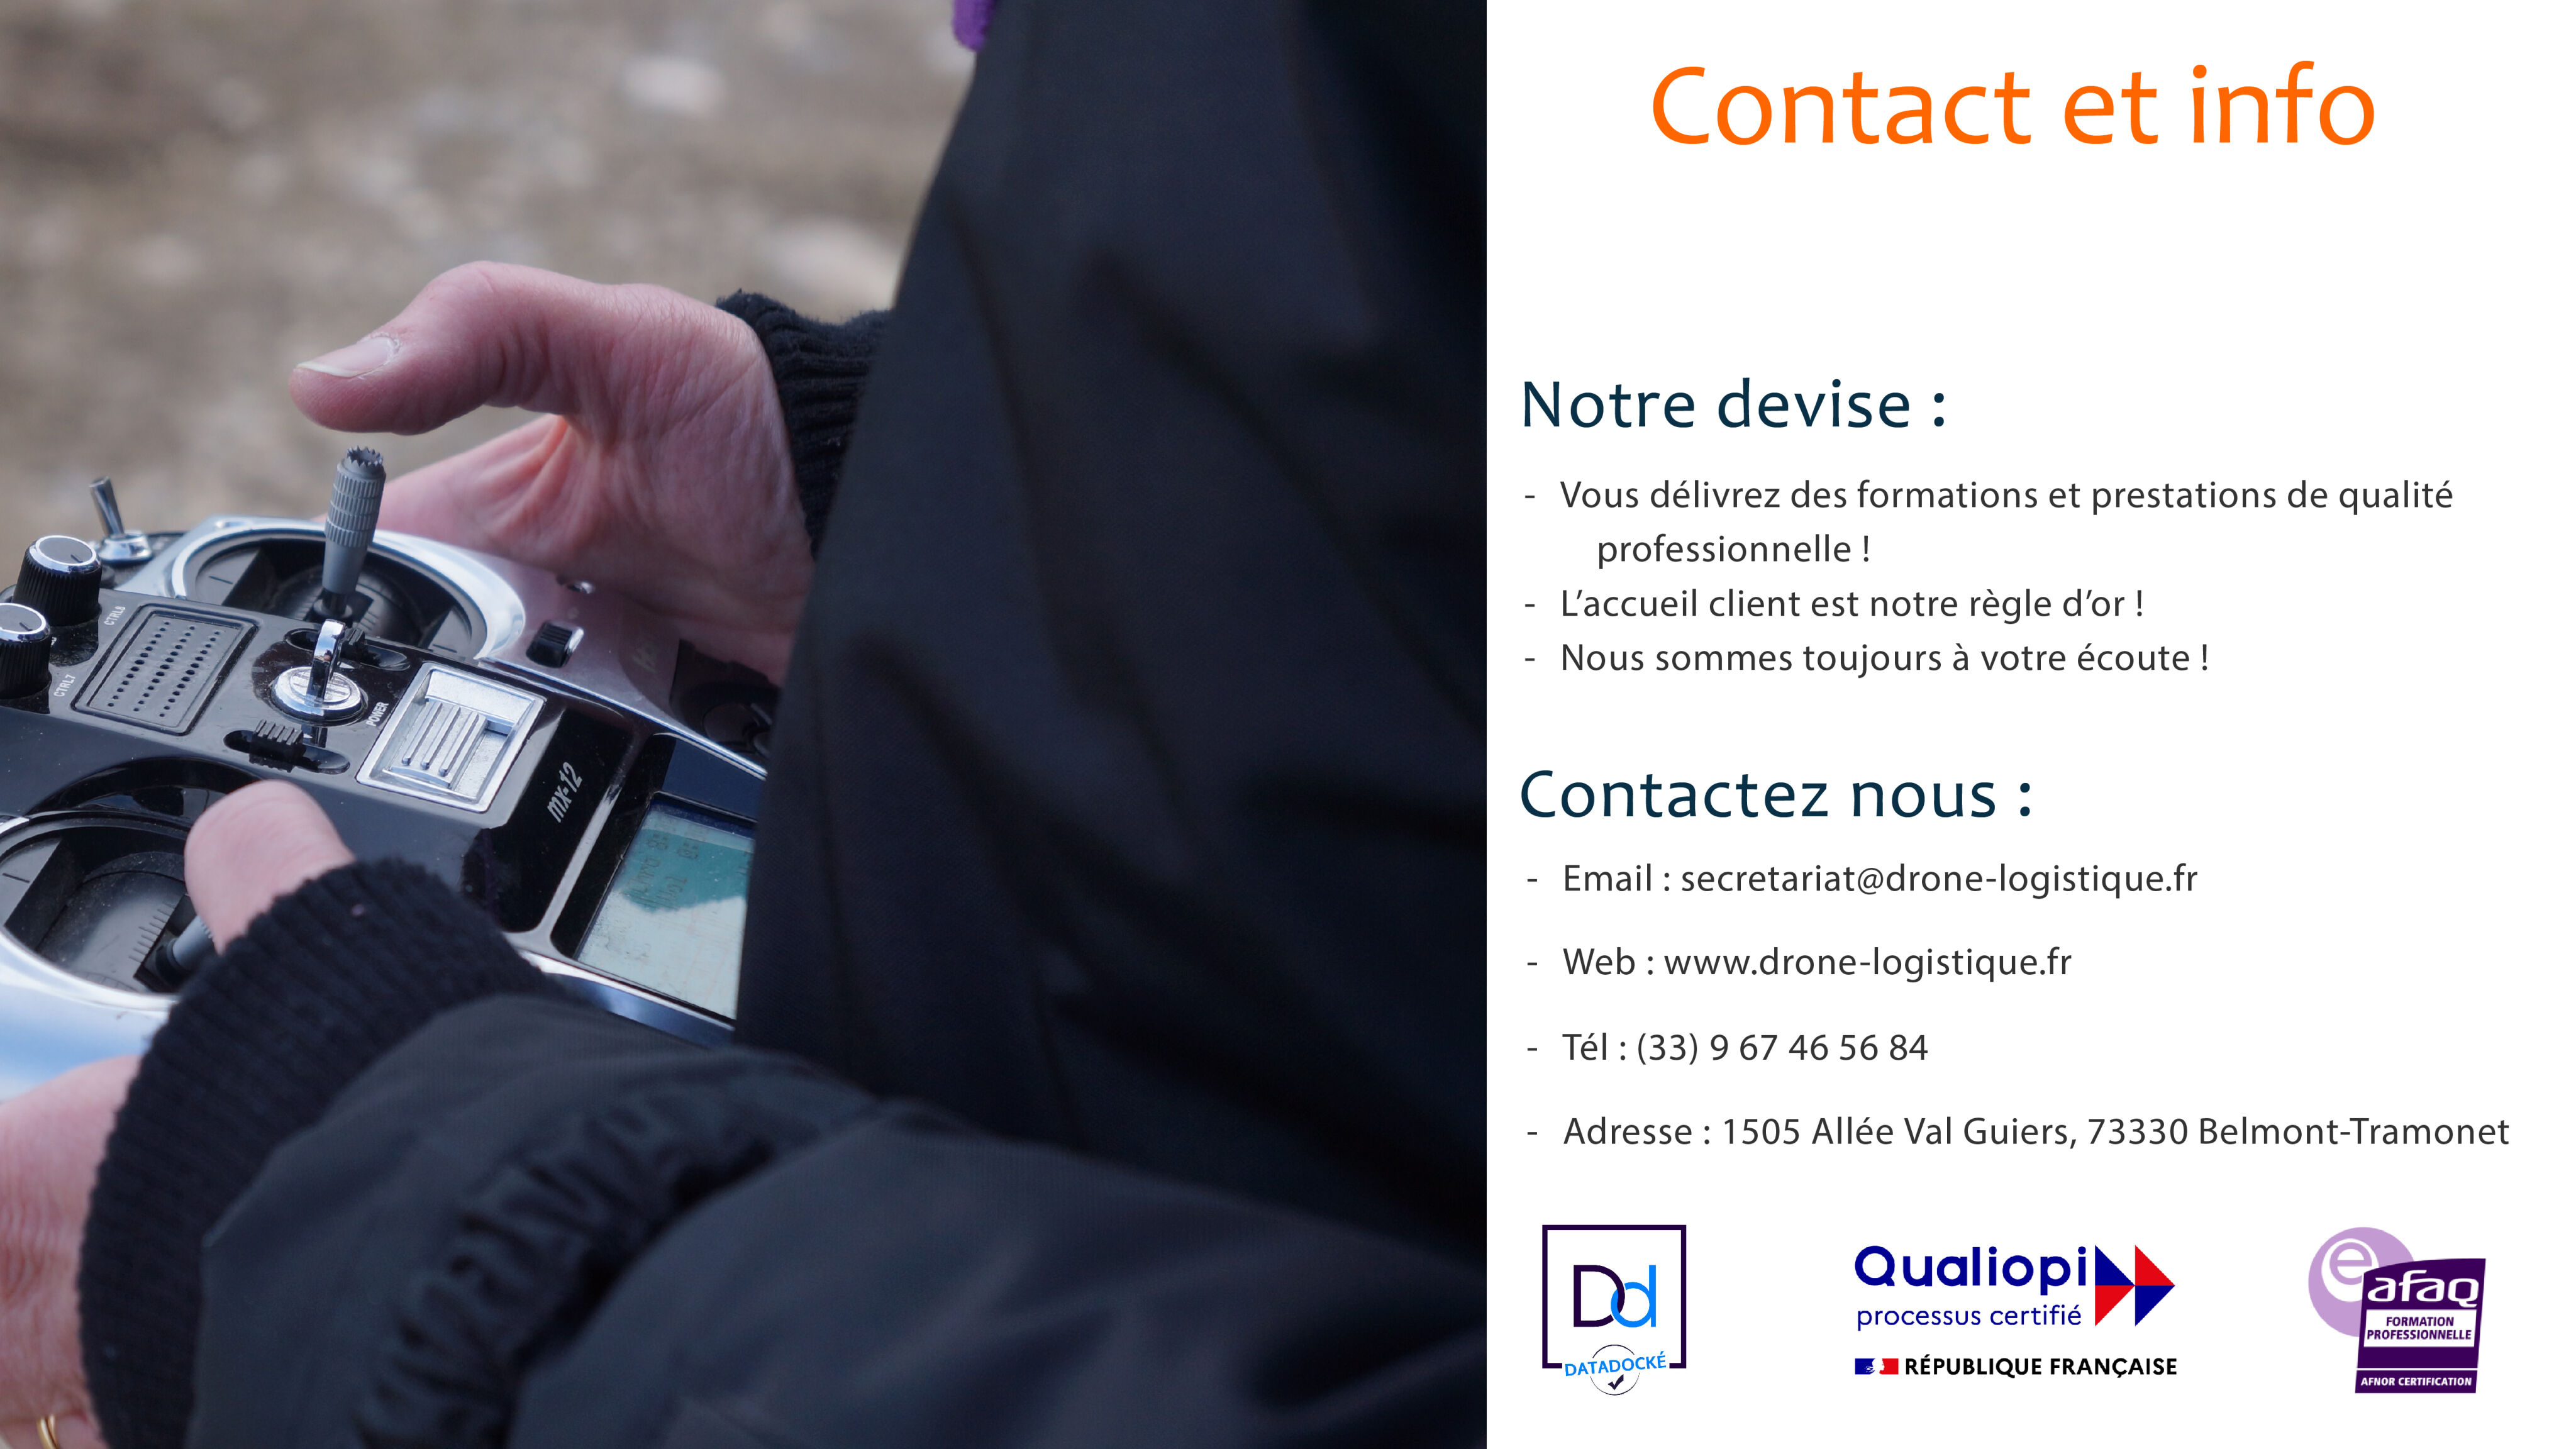 Contact et info
Notre devise :
- Vous délivrez des formations et prestations de qualité
professionnelle !
- L’accueil client est notre règle d’or !
- Nous sommes toujours à votre écoute !
Contactez nous :
- Email : secretariat@drone-logistique.fr
- Web : www.drone-logistique.fr
- Tél : (33) 9 67 46 56 84
- Adresse : 1505 Allée Val Guiers, 73330 Belmont-Tramonet
Dd
DATADOCKÉ
Qualiopi
processus certifié
RÉPUBLIQUE FRANÇAISE
e
afaq
FORMATION
PROFESSIONNELLE
AFNOR CERTIFICATION
CTRL8
CTRL7
POWER
mx-12